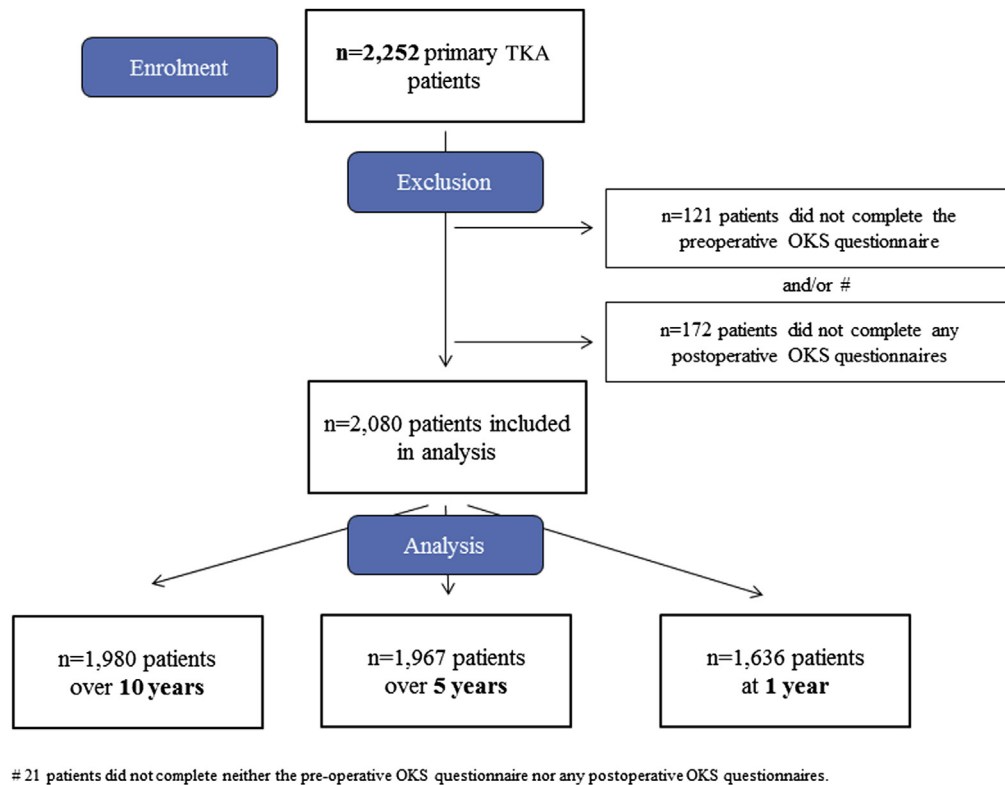 Enrolment
n=2,252 primary TKA
patients
Exclusion
n=121 patients did not complete the
preoperative OKS questionnaire
and/or #
n=172 patients did not complete any
postoperative OKS questionnaires
n=2,080 patients included
in analysis
Analysis
n=1,980 patients
over 10 years
n=1,967 patients
over 5 years
n=1,636 patients
at 1 year
# 21 patients did not complete neither the pre-operative OKS questionnaire nor any postoperative OKS questionnaires.